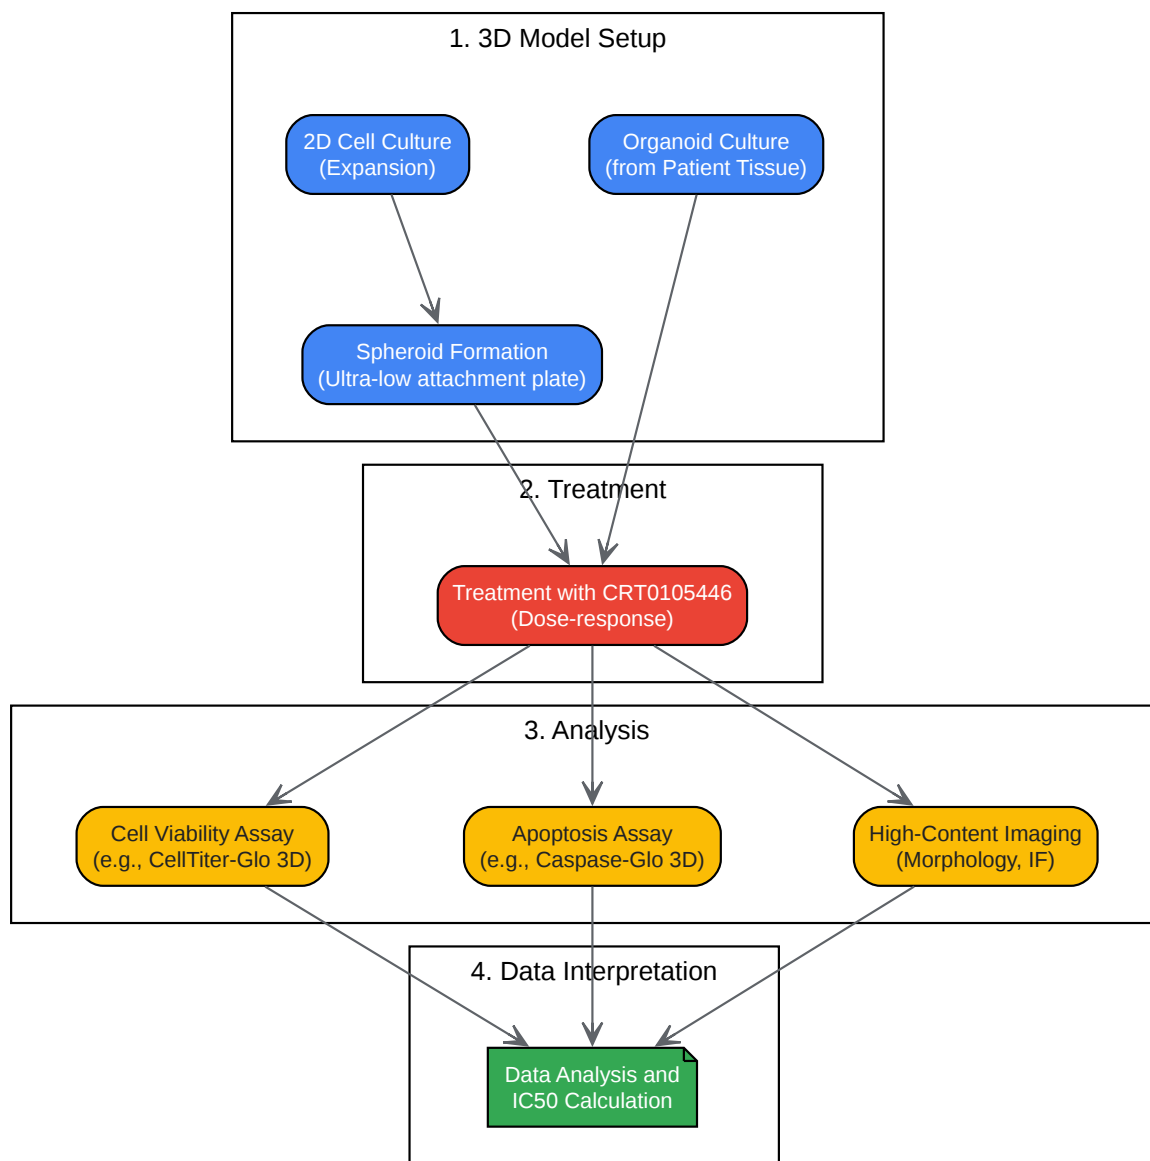 1. 3D Model Setup
2D Cell Culture
(Expansion)
Organoid Culture
(from Patient Tissue)
Spheroid Formation
(Ultra-low attachment plate)
2. Treatment
Treatment with CRT0105446
(Dose-response)
3. Analysis
Cell Viability Assay
(e.g., CellTiter-Glo 3D)
Apoptosis Assay
(e.g., Caspase-Glo 3D)
High-Content Imaging
(Morphology, IF)
4. Data Interpretation
Data Analysis and
IC50 Calculation